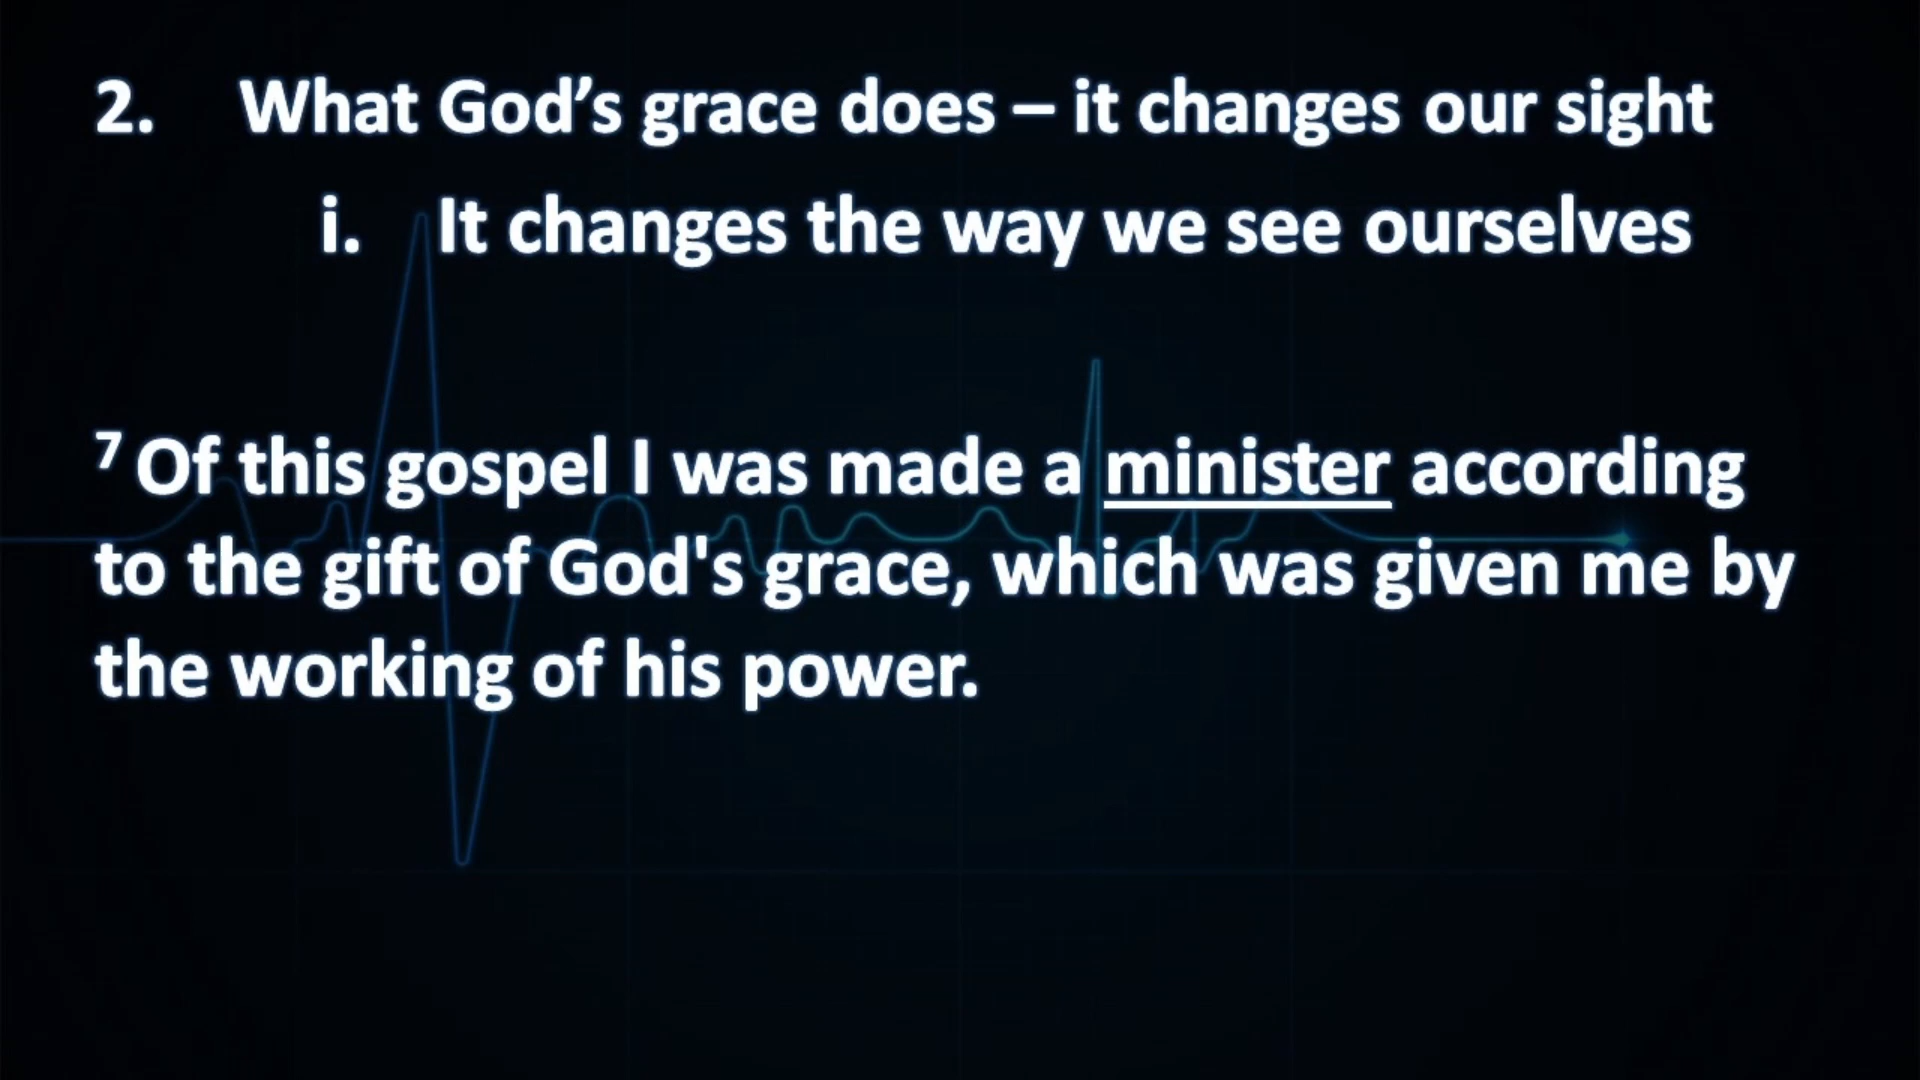 2. What God’s grace does – it changes our sight
i. It changes the way we see ourselves
7 Of this gospel I was made a minister according
to the gift of God's grace, which was given me by
the working of his power.